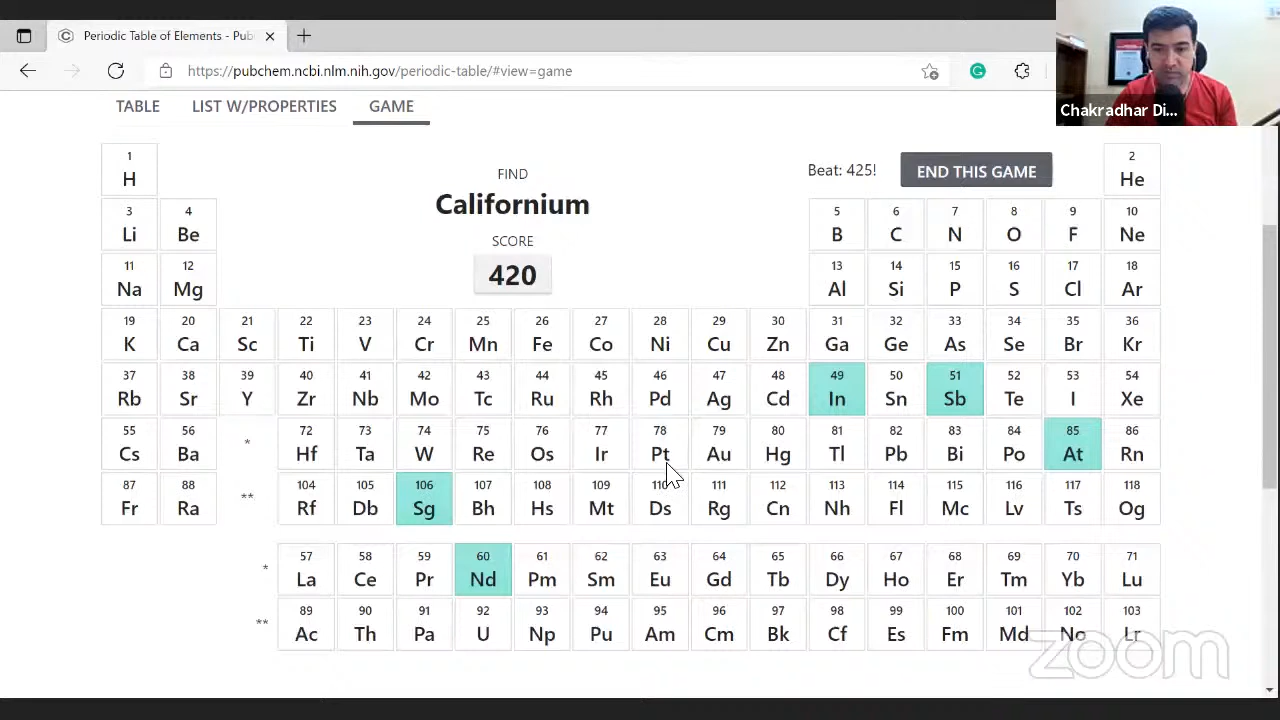 Periodic Table of Elements - Pub
https://pubchem.ncbi.nlm.nih.gov/periodic-table/#view=game
Chakradhar Di...
TABLE LIST W/PROPERTIES GAME
FIND
Californium
SCORE
420
Beat: 425!
END THIS GAME
1 2
H He
3 4 5 6 7 8 9 10
Li Be B C N O F Ne
11 12 13 14 15 16 17 18
Na Mg Al Si P S Cl Ar
19 20 21 22 23 24 25 26 27 28 29 30 31 32 33 34 35 36
K Ca Sc Ti V Cr Mn Fe Co Ni Cu Zn Ga Ge As Se Br Kr
37 38 39 40 41 42 43 44 45 46 47 48 49 50 51 52 53 54
Rb Sr Y Zr Nb Mo Tc Ru Rh Pd Ag Cd In Sn Sb Te I Xe
55 56 * 72 73 74 75 76 77 78 79 80 81 82 83 84 85 86
Cs Ba Hf Ta W Re Os Ir Pt Au Hg Tl Pb Bi Po At Rn
87 88 ** 104 105 106 107 108 109 110 111 112 113 114 115 116 117 118
Fr Ra Rf Db Sg Bh Hs Mt Ds Rg Cn Nh Fl Mc Lv Ts Og
* 57 58 59 60 61 62 63 64 65 66 67 68 69 70 71
La Ce Pr Nd Pm Sm Eu Gd Tb Dy Ho Er Tm Yb Lu
** 89 90 91 92 93 94 95 96 97 98 99 100 101 102 103
Ac Th Pa U Np Pu Am Cm Bk Cf Es Fm Md No Lr
zoom